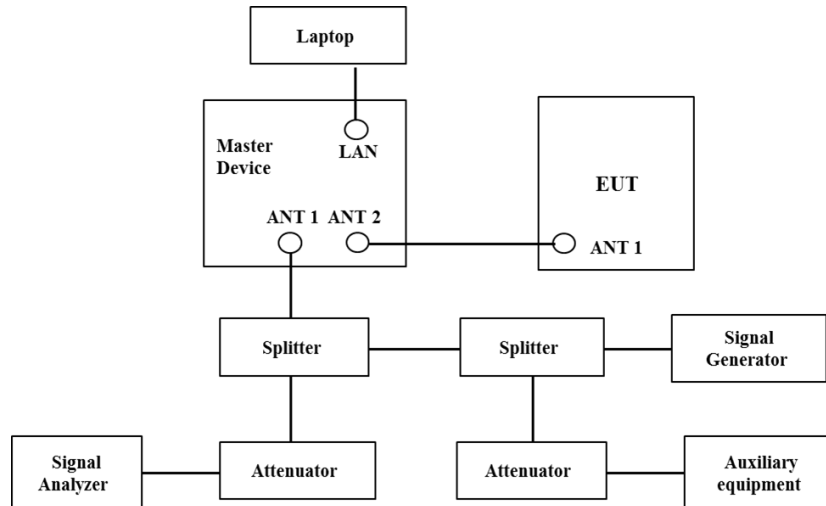 Laptop
Master
Device
LAN
EUT
ANT 1 ANT 2
ANT 1
Splitter
Splitter
Signal
Generator
Signal
Analyzer
Attenuator
Attenuator
Auxiliary
equipment